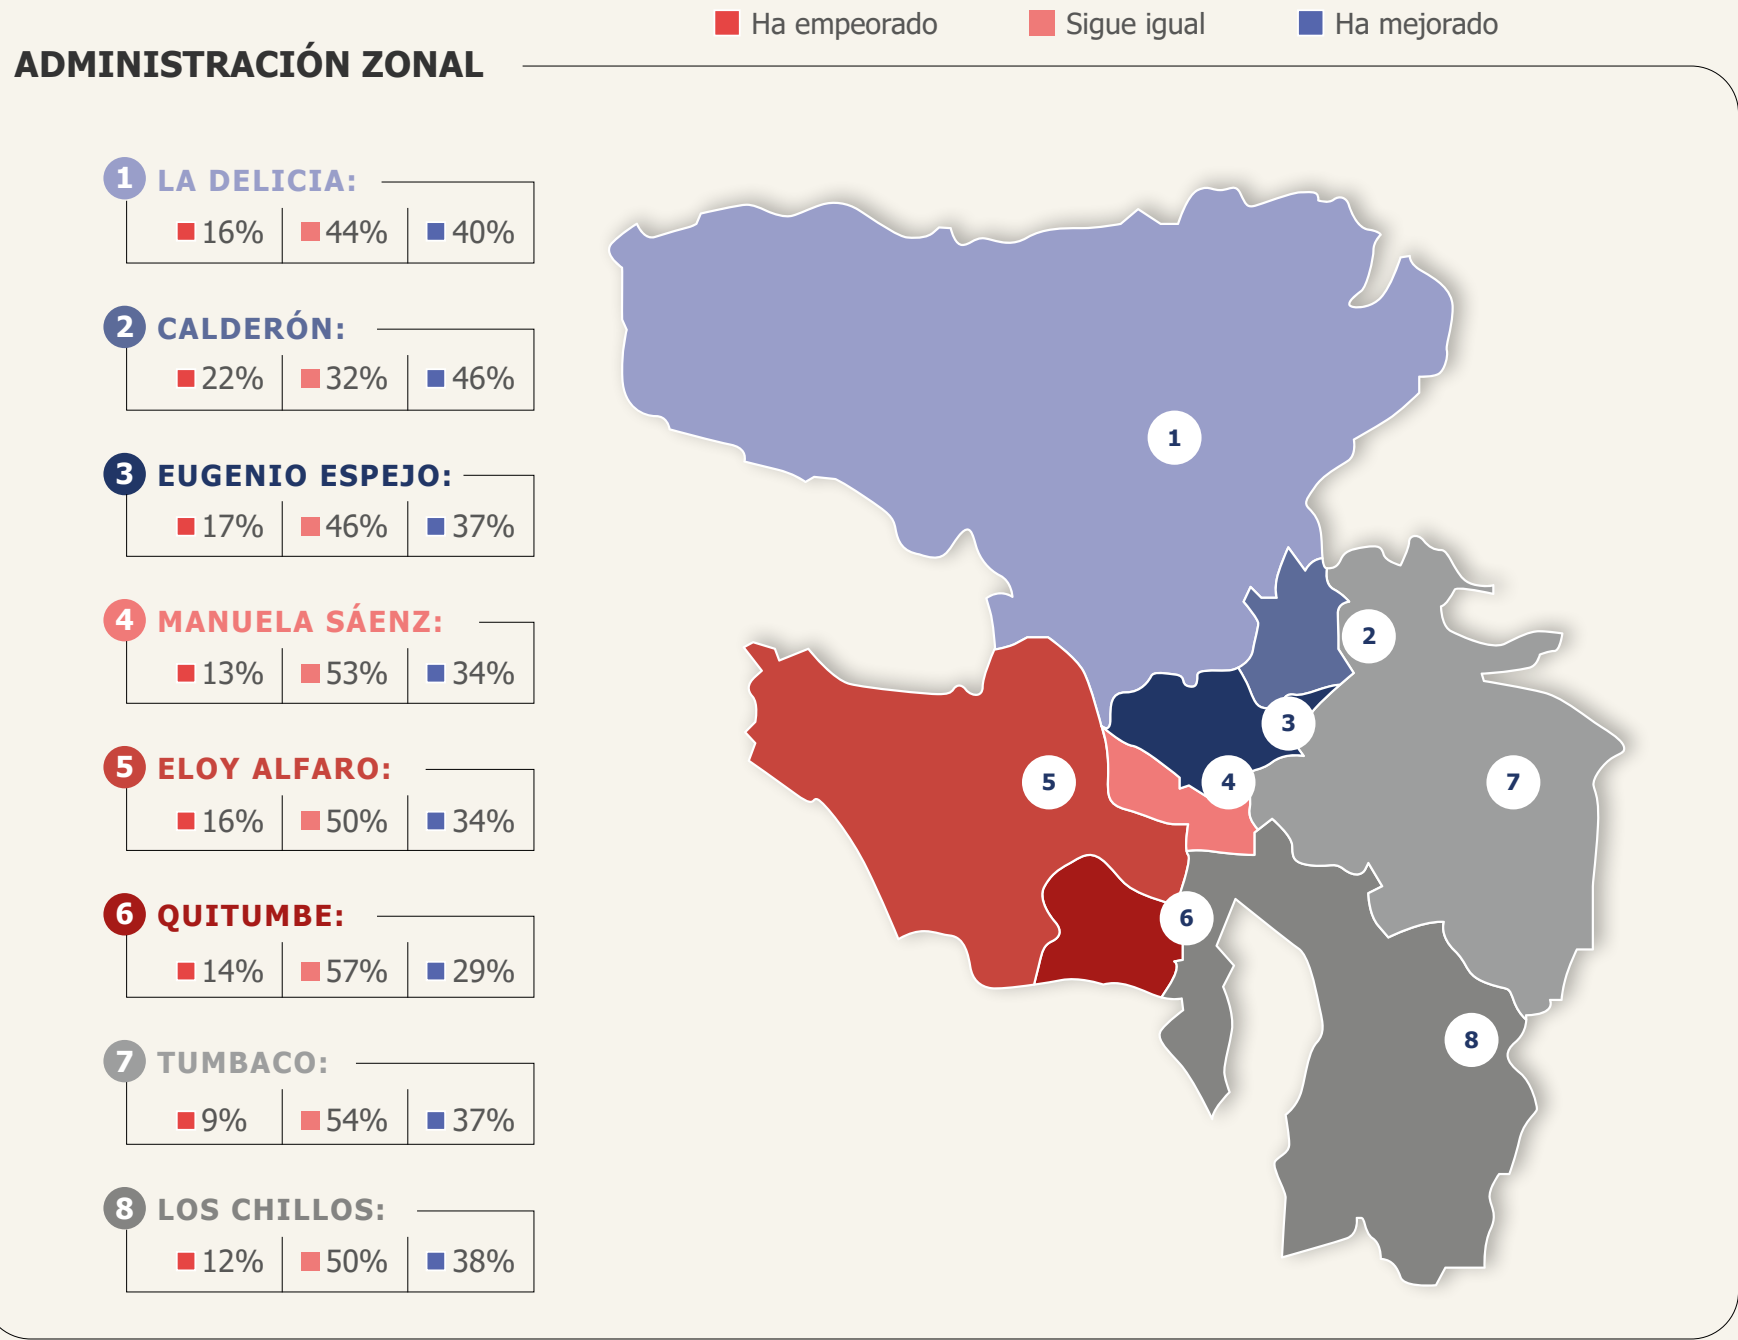 Ha empeorado Sigue igual Ha mejorado
ADMINISTRACIÓN ZONAL
1 LA DELICIA:
16% 44% 40%
2 CALDERÓN:
22% 32% 46%
3 EUGENIO ESPEJO:
17% 46% 37%
4 MANUELA SÁENZ:
13% 53% 34%
5 ELOY ALFARO:
16% 50% 34%
6 QUITUMBE:
14% 57% 29%
7 TUMBACO:
9% 54% 37%
8 LOS CHILLOS:
12% 50% 38%
1
2
3
5 4 7
6
8